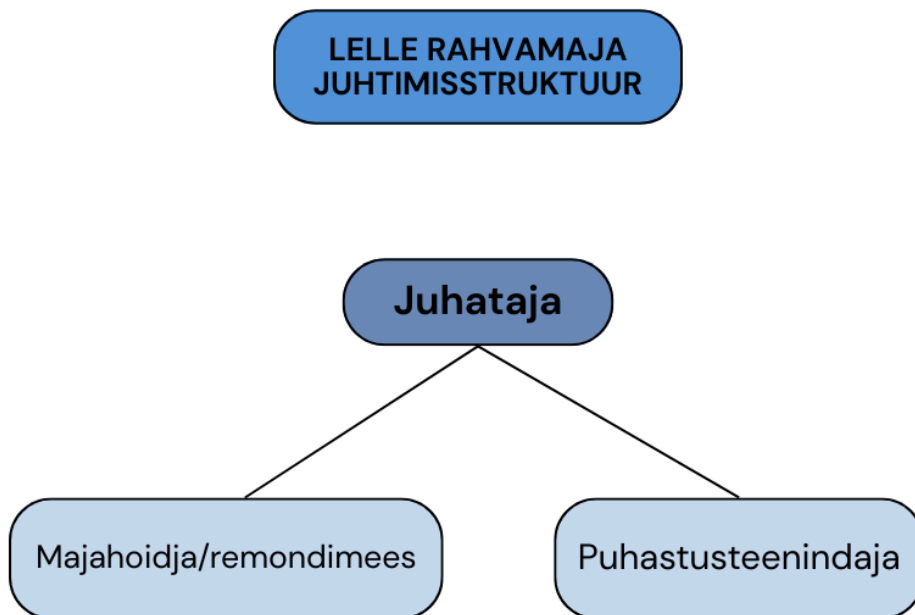 LELLE RAHVAMAJA
JUHTIMISSTRUKTUUR
Juhataja
Majahoidja/remondimees
Puhastusteenindaja